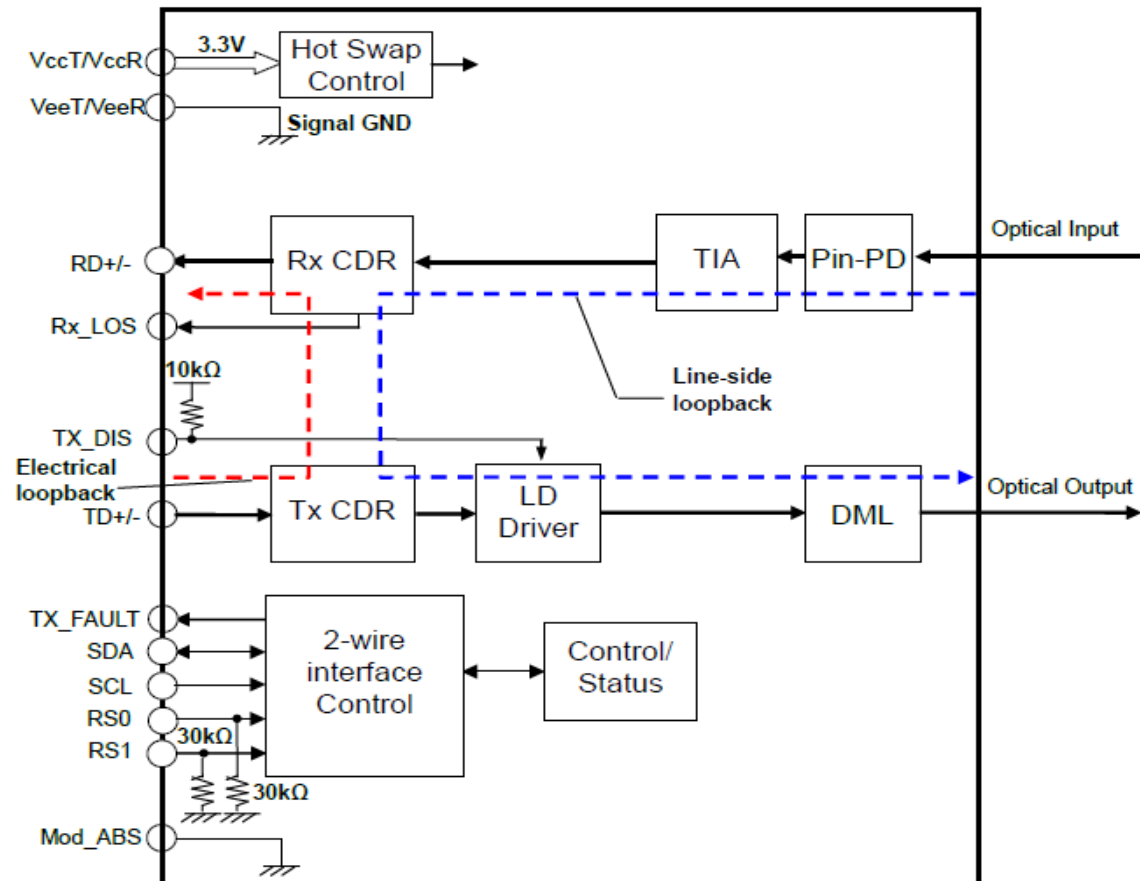 VccT/VccR
3.3V
Hot Swap
Control
VeeT/VeeR
Signal GND
Optical Input
RD+/-
Rx CDR
TIA
Pin-PD
Rx_LOS
10kΩ
Line-side
loopback
TX_DIS
Electrical
loopback
TD+/-
Tx CDR
LD
Driver
DML
Optical Output
TX_FAULT
SDA
SCL
RS0
RS1
30kΩ
30kΩ
2-wire
interface
Control
Control/
Status
Mod_ABS